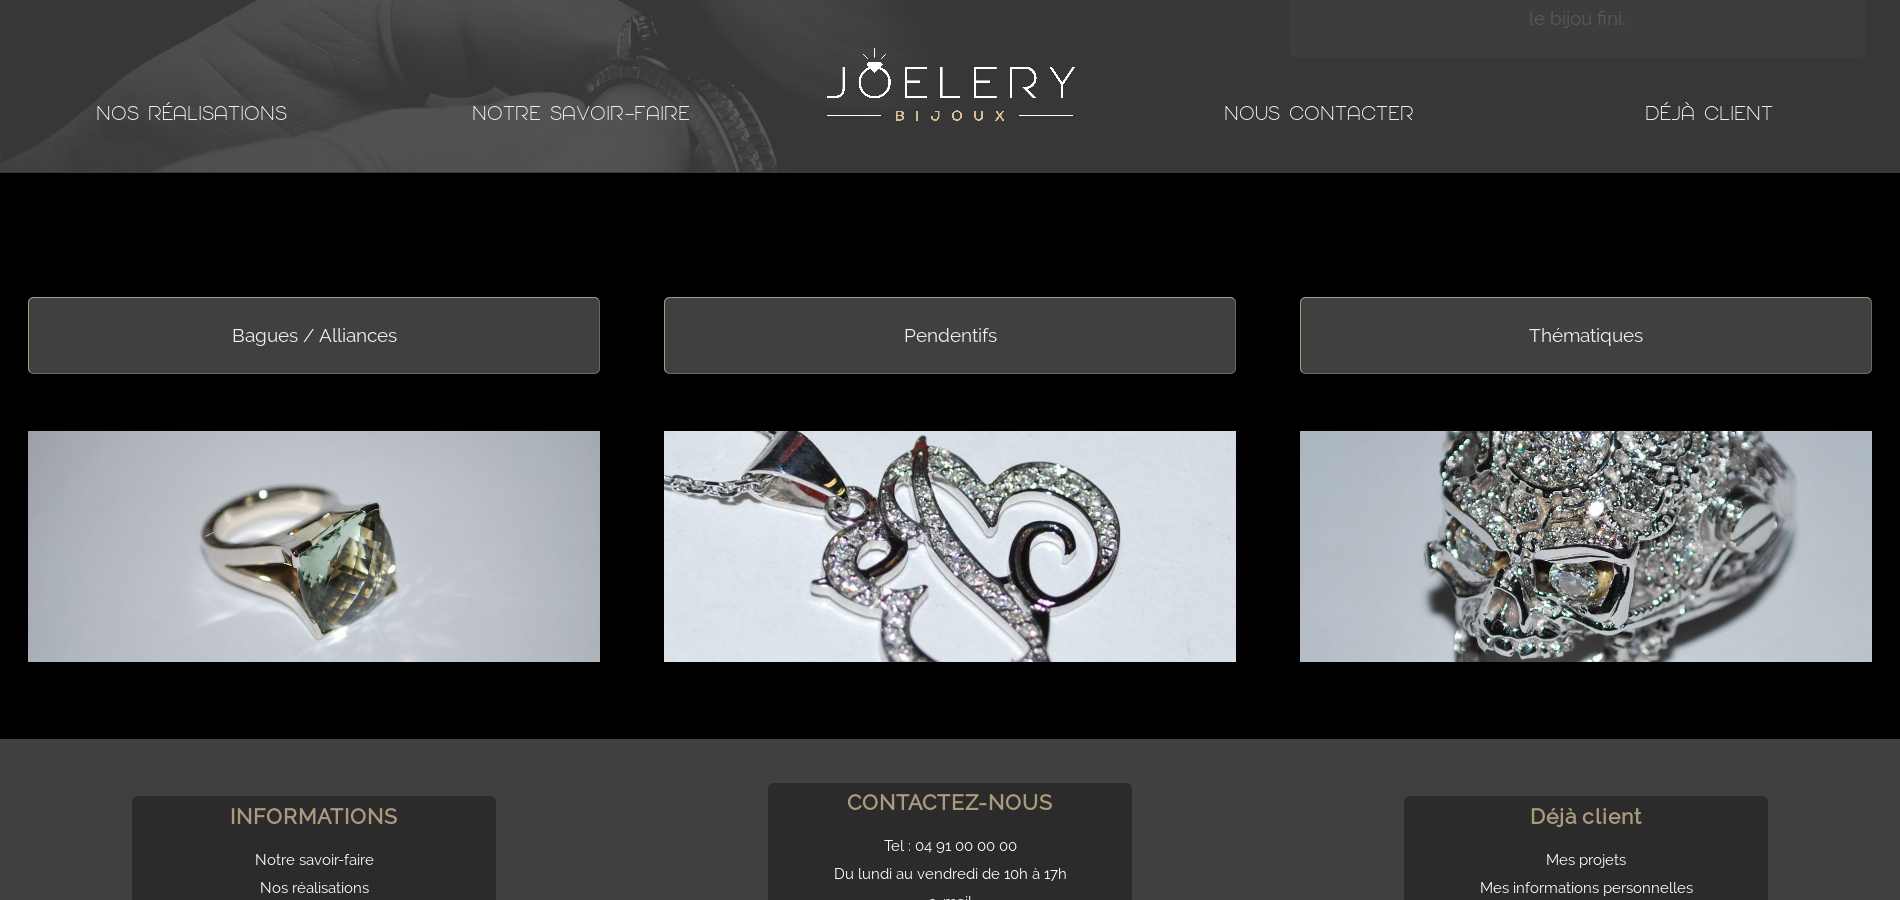 le bijou fini.
JOELERY
BIJOUX
NOS RÉALISATIONS
NOTRE SAVOIR-FAIRE
NOUS CONTACTER
DÉJÀ CLIENT
Bagues / Alliances
Pendentifs
Thématiques
INFORMATIONS
Notre savoir-faire
Nos réalisations
CONTACTEZ-NOUS
Tel : 04 91 00 00 00
Du lundi au vendredi de 10h à 17h
Déjà client
Mes projets
Mes informations personnelles